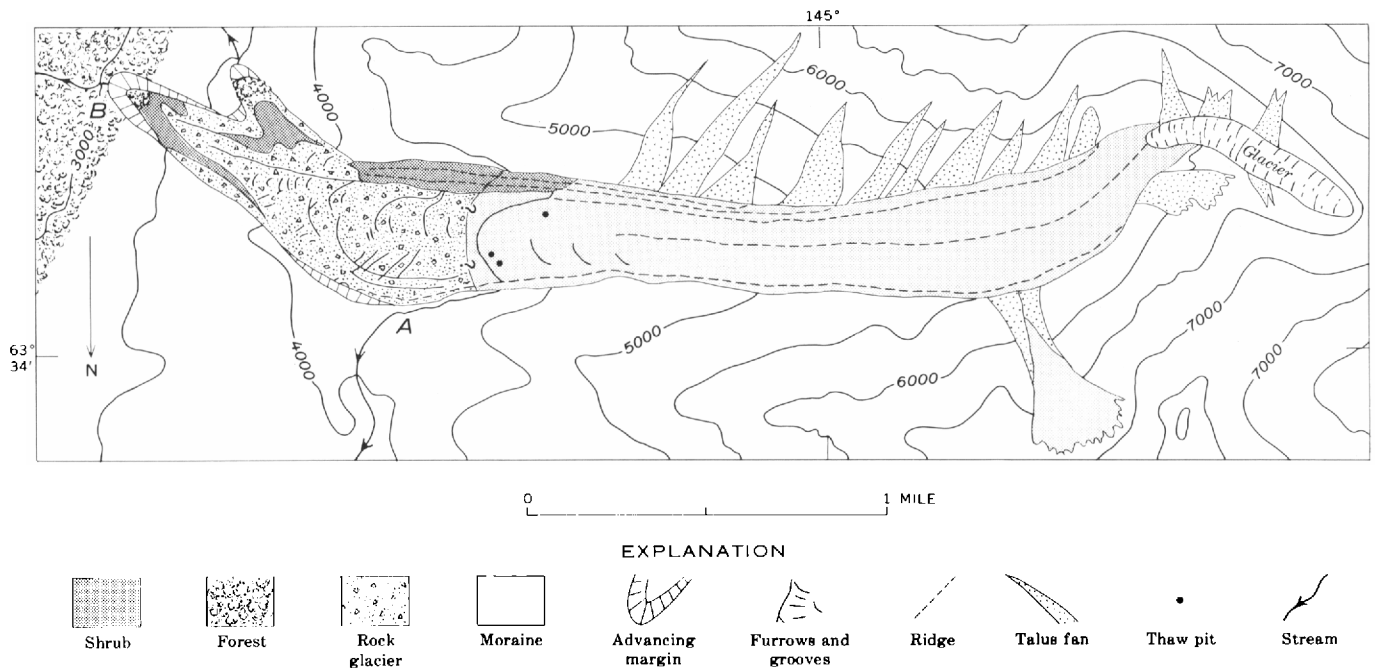 145°
7000
6000
4000
5000
B
3000
Glacier
A
63°
34'
N
4000
5000
6000
7000
7000
0 1 MILE
EXPLANATION
Shrub Forest Rock glacier Moraine Advancing margin Furrows and grooves Ridge Talus fan Thaw pit Stream